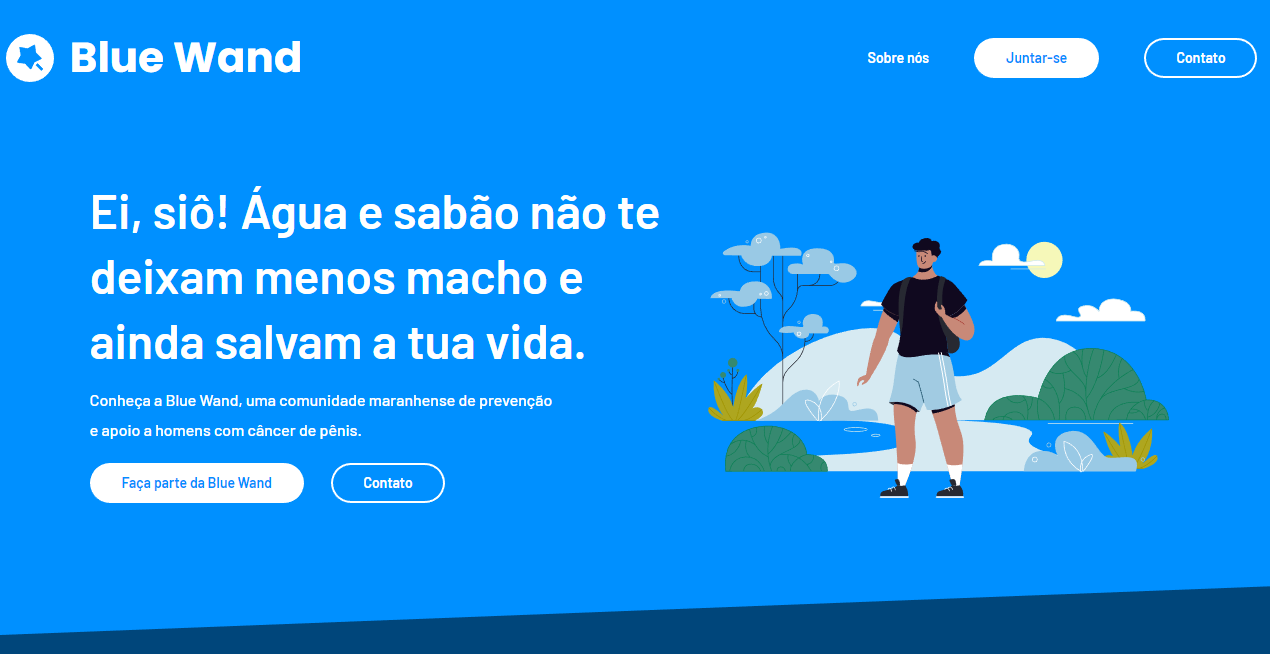 Blue Wand
Sobre nós
Juntar-se
Contato
Ei, siô! Água e sabão não te
deixam menos macho e
ainda salvam a tua vida.
Conheça a Blue Wand, uma comunidade maranhense de prevenção
e apoio a homens com câncer de pênis.
Faça parte da Blue Wand
Contato